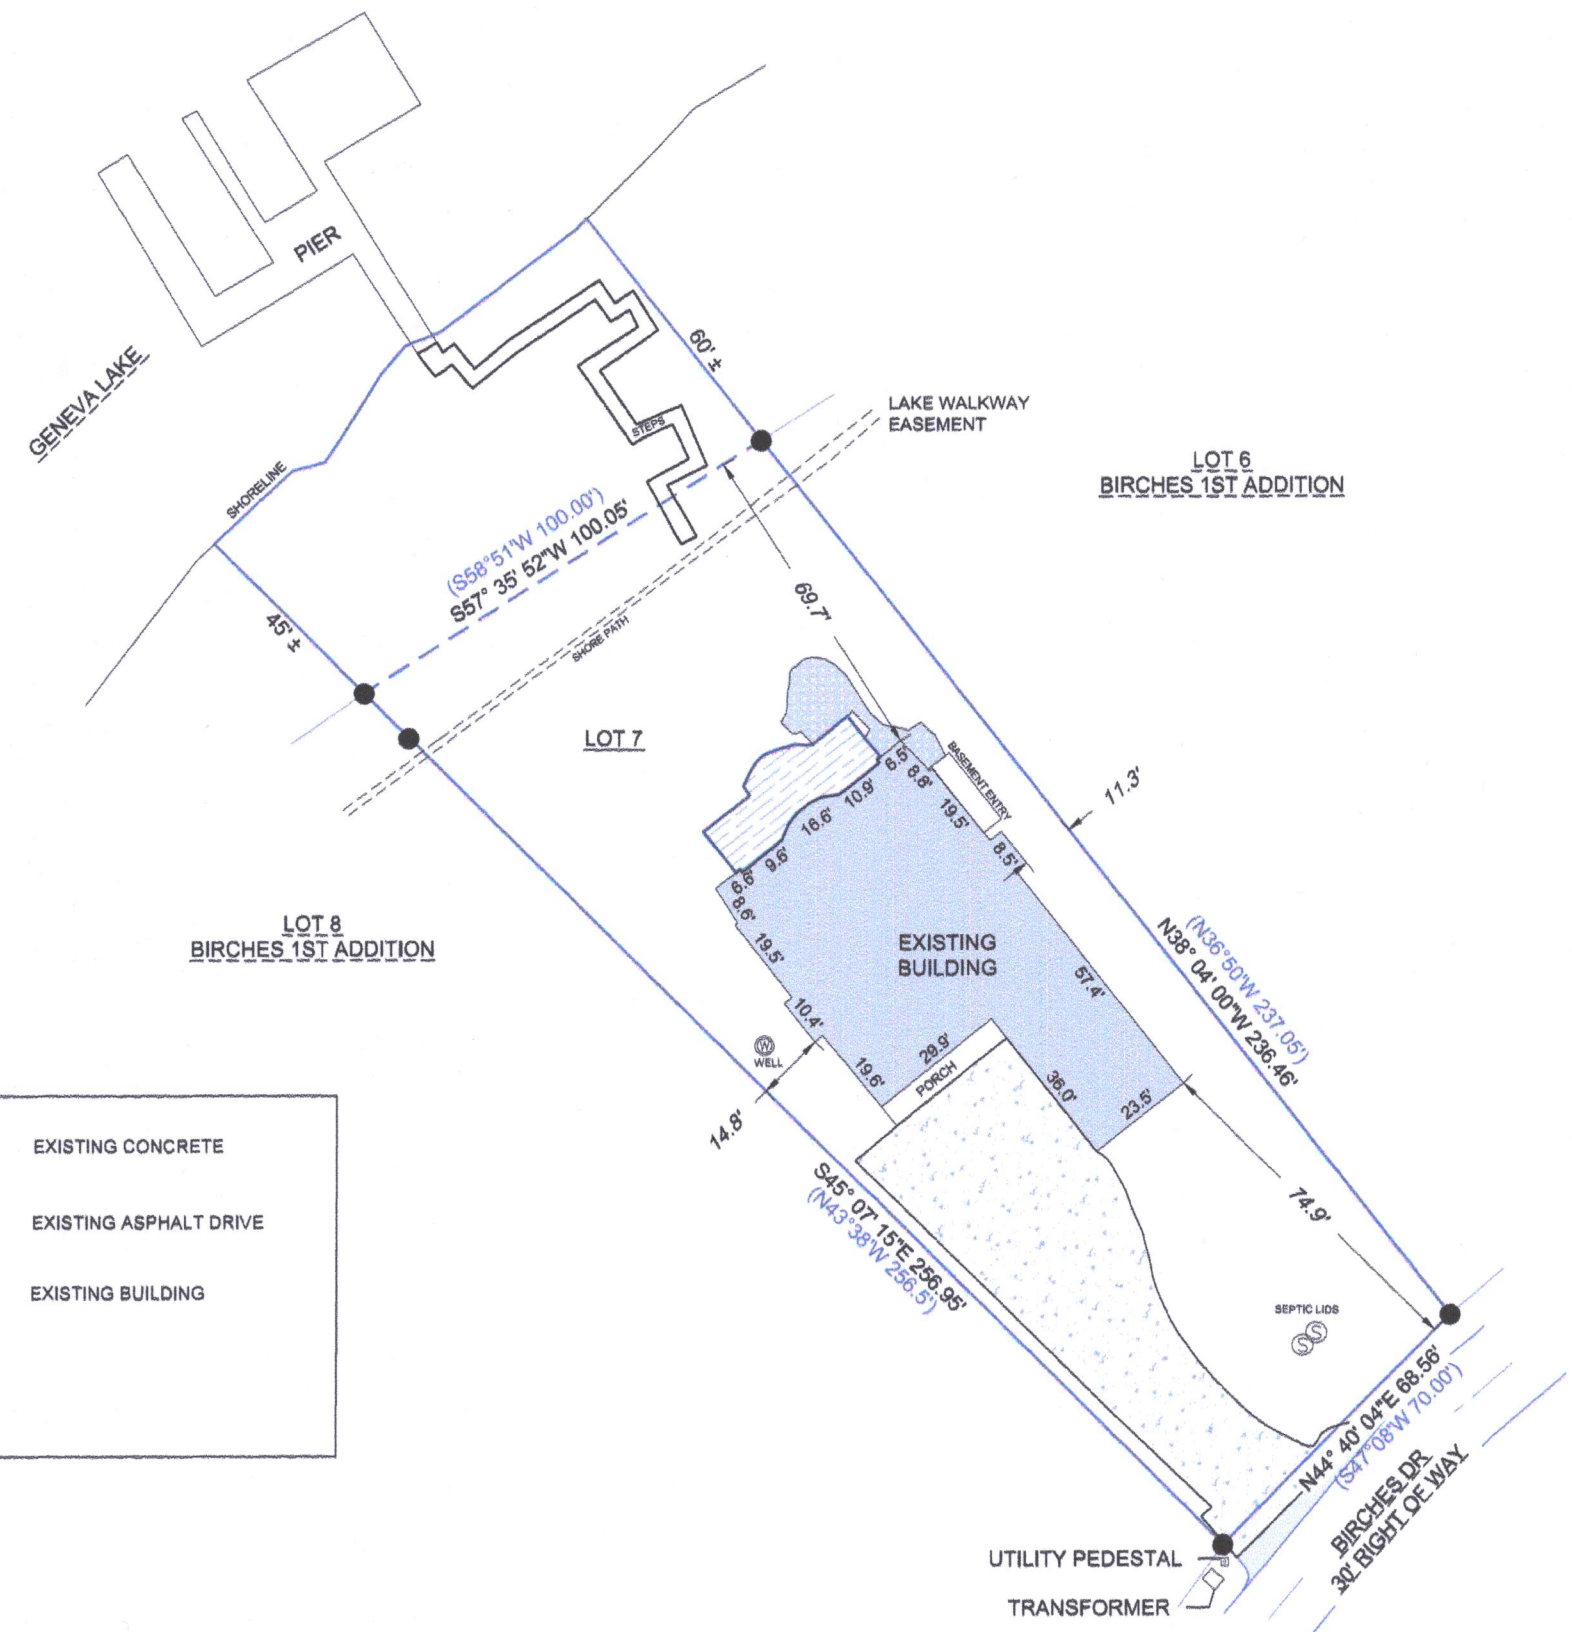 PIER
GENEVA LAKE
60' ±
LAKE WALKWAY
EASEMENT
LOT 6
BIRCHES 1ST ADDITION
STEPS
SHORELINE
(S58°51'W 100.00')
S57° 35' 52"W 100.05'
69.7'
45' ±
SHORE PATH
LOT 7
BASEMENT ENTRY
11.3'
6.5'
8.8'
10.9'
19.5'
16.6'
8.5'
9.6'
6.6'
8.6'
LOT 8
BIRCHES 1ST ADDITION
EXISTING
BUILDING
19.5'
57.4'
(N36°50'W 237.05')
N38° 04' 00"W 236.46'
10.4'
W
WELL
29.9'
19.6'
PORCH
36.0'
23.5'
14.8'
EXISTING CONCRETE
EXISTING ASPHALT DRIVE
EXISTING BUILDING
S45° 07' 15"E 256.95'
(N43°38'W 256.5')
74.9'
SEPTIC LIDS
S S
N44° 40' 04"E 68.56'
(S47°08'W 70.00')
BIRCHES DR
30' RIGHT OF WAY
UTILITY PEDESTAL
TRANSFORMER